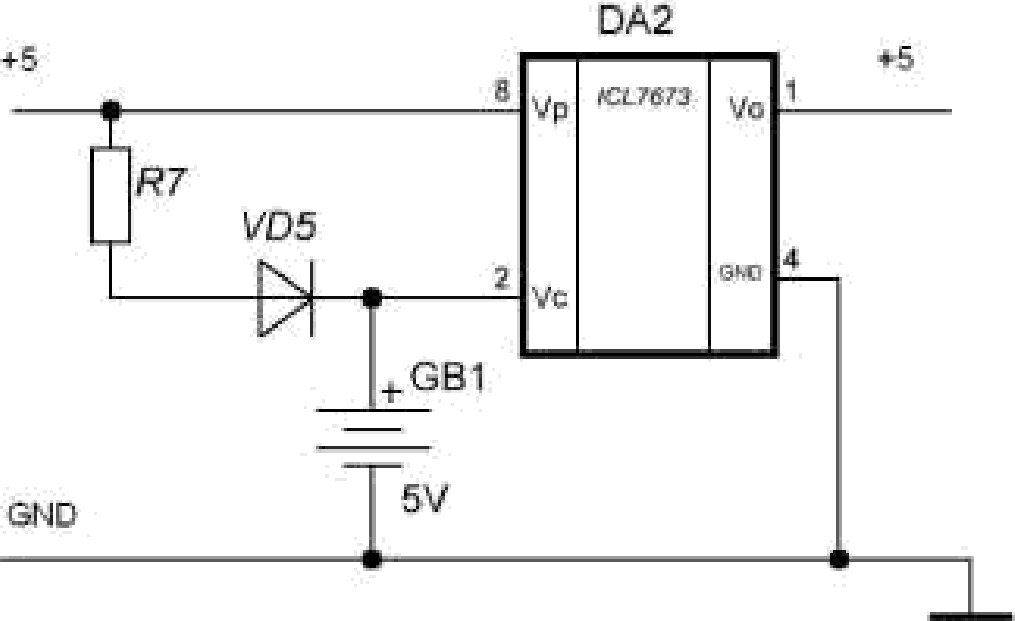 DA2
+5
+5
8
Vp
ICL7673
Vo
1
R7
VD5
2
Vc
GND
4
+
GB1
5V
GND